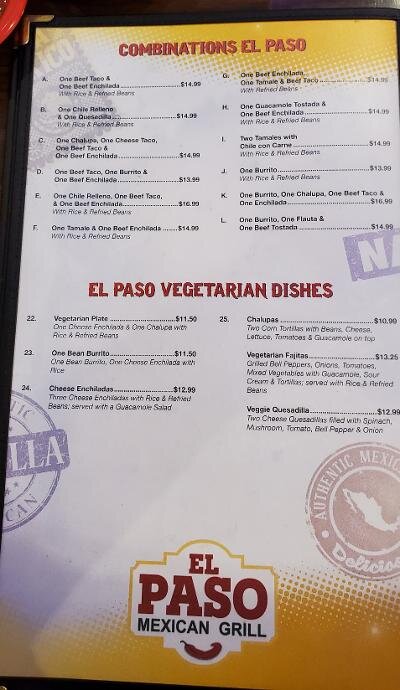 COMBINATIONS EL PASO
A. One Beef Taco &
One Beef Enchilada...$14.99
With Rice & Refried Beans
B. One Chile Relleno
& One Quesadilla...$14.99
With Rice & Refried Beans
C. One Chalupa, One Cheese Taco,
One Beef Taco &
One Beef Enchilada...$14.99
D. One Beef Taco, One Burrito &
One Beef Enchilada...$13.99
E. One Chile Relleno, One Beef Taco,
& One Beef Enchilada...$16.99
With Rice & Refried Beans
F. One Tamale & One Beef Enchilada...$14.99
With Rice & Refried Beans
G. One Beef Enchilada,
One Tamale & Beef Taco...$14.99
With Rice & Refried Beans
H. One Guacamole Tostada &
One Beef Enchilada...$14.99
With Rice & Refried Beans
I. Two Tamales with
Chile con Carne...$14.99
With Rice & Refried Beans
J. One Burrito...$13.99
With Rice & Refried Beans
K. One Burrito, One Chalupa, One Beef Taco &
One Enchilada...$16.99
L. One Burrito, One Flauta &
One Beef Tostada...$14.99
EL PASO VEGETARIAN DISHES
22. Vegetarian Plate...$11.50
One Cheese Enchilada & One Chalupa with
Rice & Refried Beans
23. One Bean Burrito...$11.50
One Bean Burrito, One Cheese Enchilada with
Rice
24. Cheese Enchiladas...$12.99
Three Cheese Enchiladas with Rice & Refried
Beans; served with a Guacamole Salad
25. Chalupas...$10.99
Two Corn Tortillas with Beans, Cheese,
Lettuce, Tomatoes & Guacamole on top
Vegetarian Fajitas...$13.25
Grilled Bell Peppers, Onions, Tomatoes,
Mixed Vegetables with Guacamole, Sour
Cream & Tortillas; served with Rice & Refried
Beans
Veggie Quesadilla...$12.99
Two Cheese Quesadillas filled with Spinach,
Mushroom, Tomato, Bell Pepper & Onion
AUTHENTIC MEXIC
Delicios
EL
PASO
MEXICAN GRILL